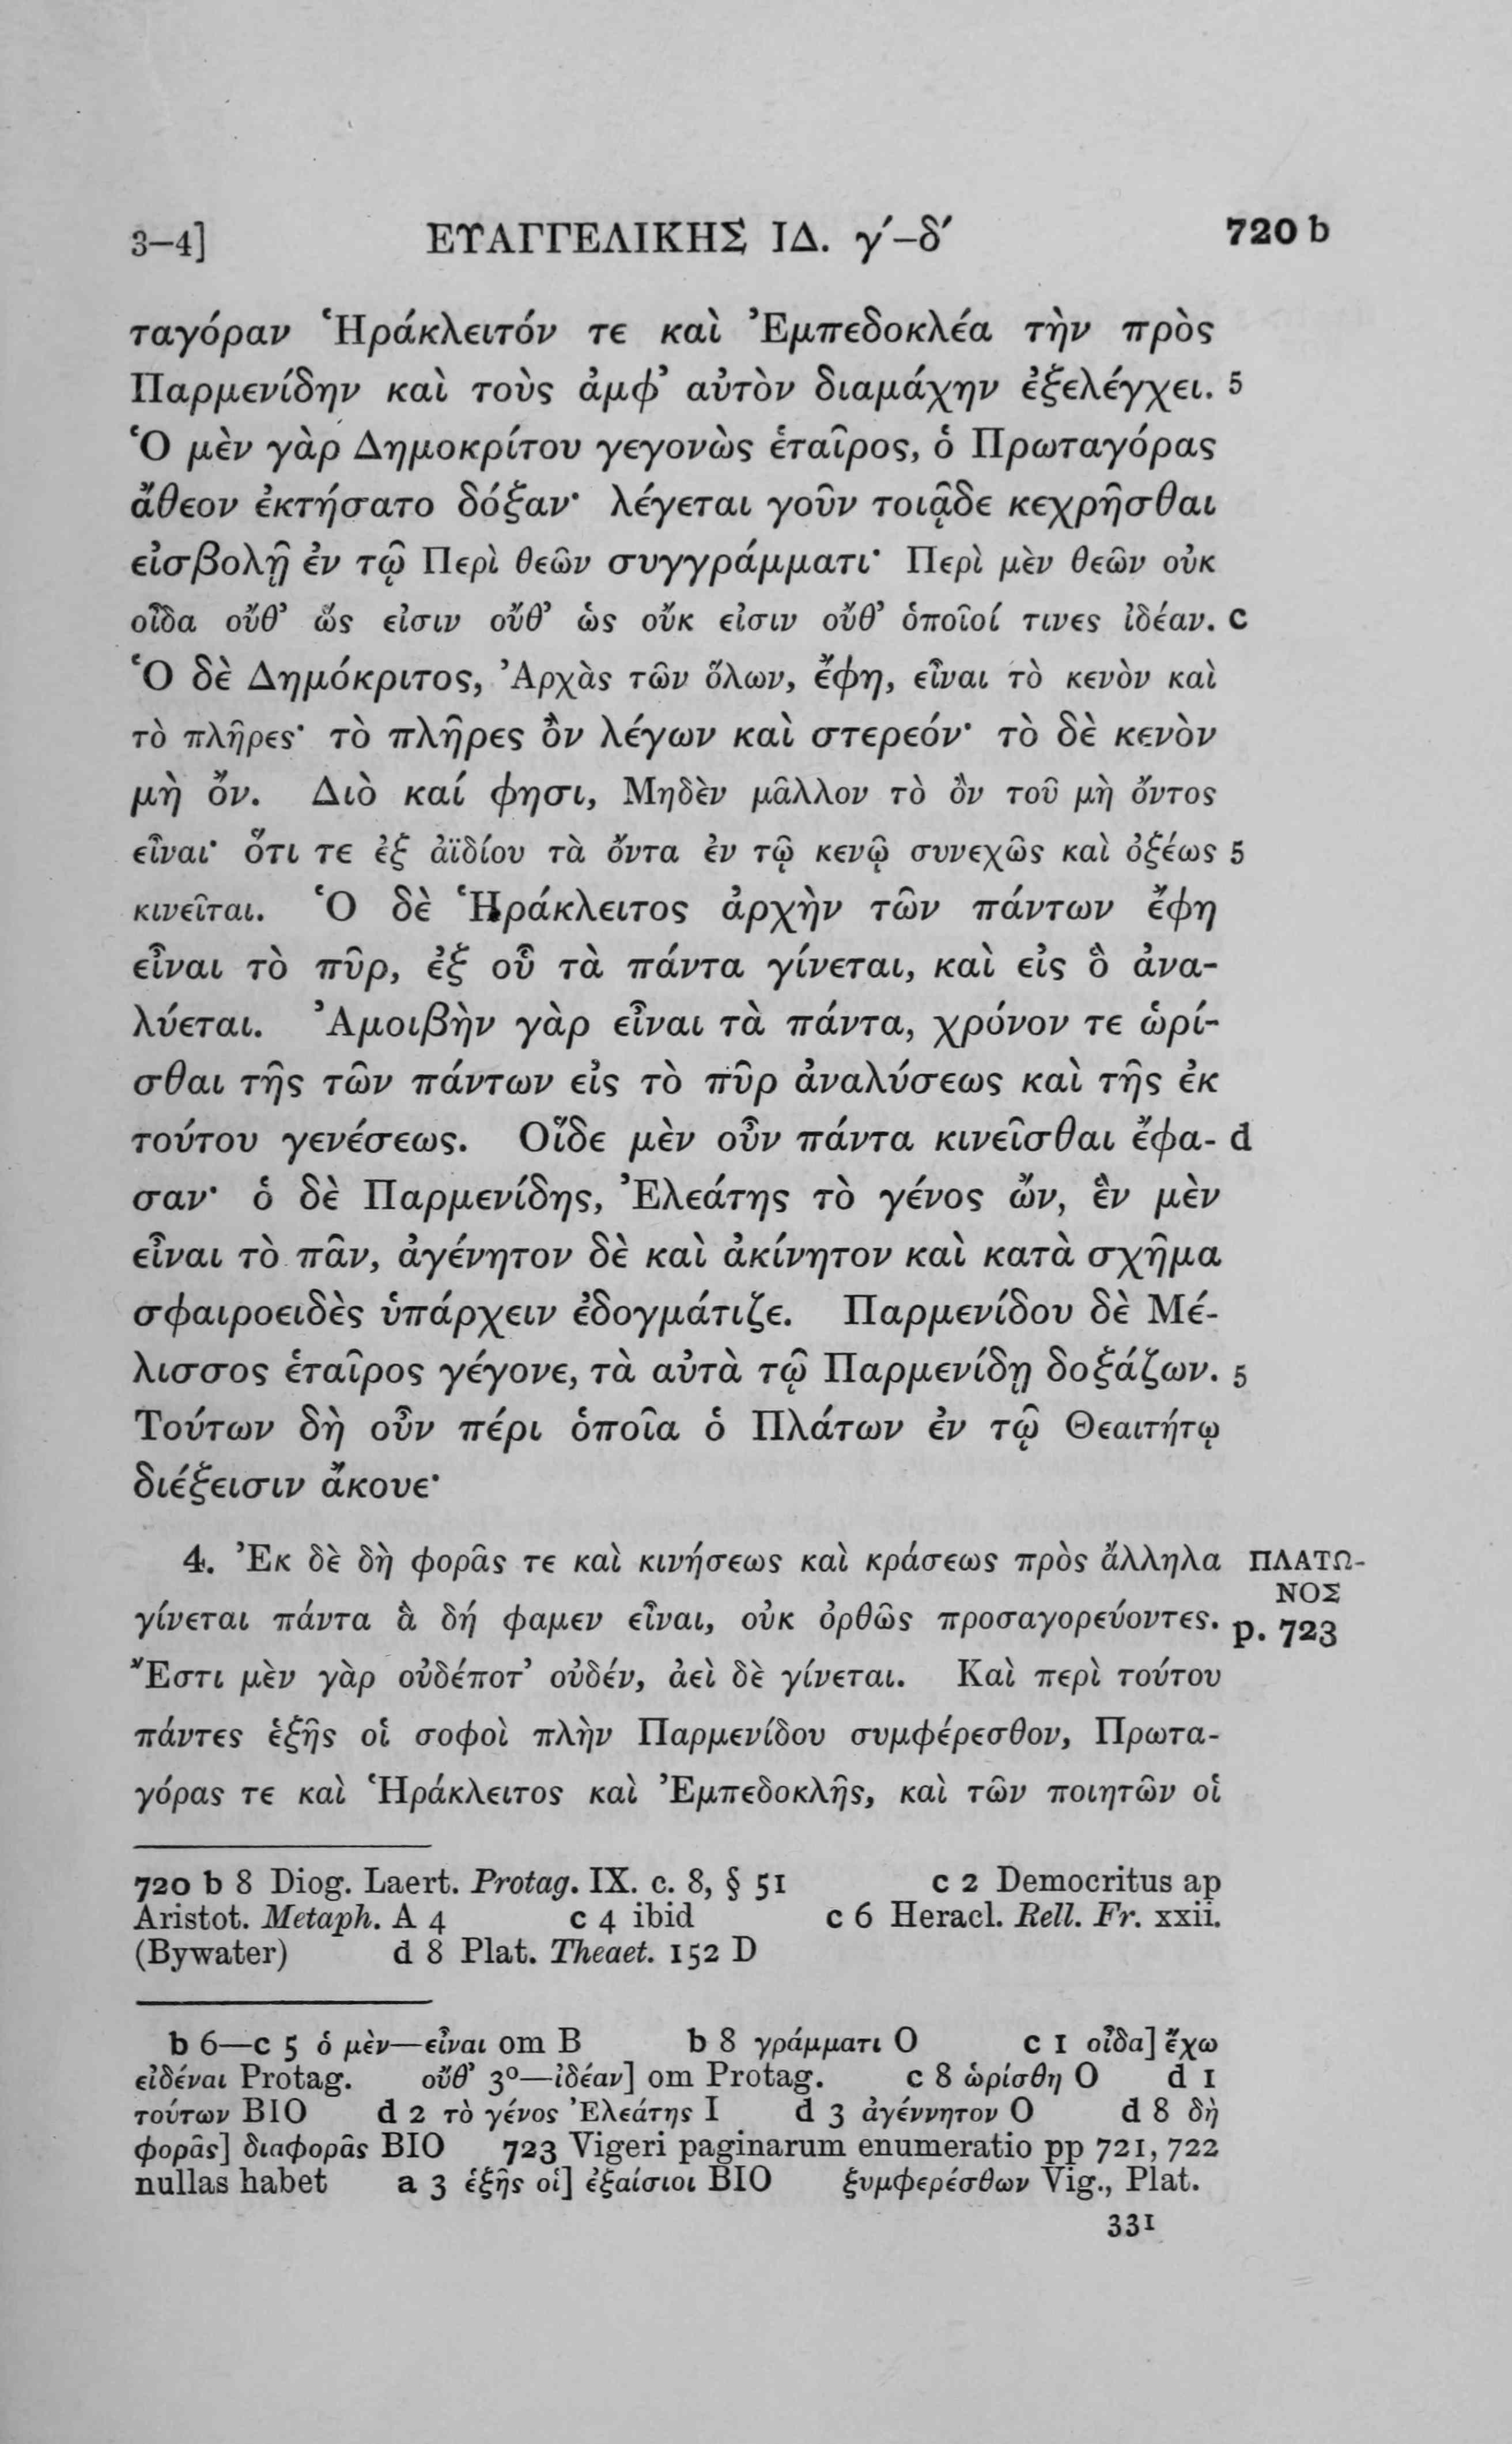 3–4] ΕΥΑΓΓΕΛΙΚΗΣ ΙΔ. γ´–δ´ 720 b
ταγόραν Ἡράκλειτόν τε καὶ Ἐμπεδοκλέα τὴν πρὸς
Παρμενίδην καὶ τοὺς ἀμφ᾽ αὐτὸν διαμάχην ἐξελέγχει. 5
Ὁ μὲν γὰρ Δημοκρίτου γεγονὼς ἑταῖρος, ὁ Πρωταγόρας
ἄθεον ἐκτήσατο δόξαν· λέγεται γοῦν τοιᾷδε κεχρῆσθαι
εἰσβολῇ ἐν τῷ Περὶ θεῶν συγγράμματι· Περὶ μὲν θεῶν οὐκ
οἶδα οὔθ᾽ ὥς εἰσιν οὔθ᾽ ὡς οὔκ εἰσιν οὔθ᾽ ὁποῖοί τινες ἰδέαν. c
Ὁ δὲ Δημόκριτος, Ἀρχὰς τῶν ὅλων, ἔφη, εἶναι τὸ κενὸν καὶ
τὸ πλῆρες· τὸ πλῆρες ὂν λέγων καὶ στερεόν· τὸ δὲ κενὸν
μὴ ὄν. Διὸ καί φησι, Μηδὲν μᾶλλον τὸ ὂν τοῦ μὴ ὄντος
εἶναι· ὅτι τε ἐξ ἀϊδίου τὰ ὄντα ἐν τῷ κενῷ συνεχῶς καὶ ὀξέως 5
κινεῖται. Ὁ δὲ Ἡράκλειτος ἀρχὴν τῶν πάντων ἔφη
εἶναι τὸ πῦρ, ἐξ οὗ τὰ πάντα γίνεται, καὶ εἰς ὃ ἀνα-
λύεται. Ἀμοιβὴν γὰρ εἶναι τὰ πάντα, χρόνον τε ὡρί-
σθαι τῆς τῶν πάντων εἰς τὸ πῦρ ἀναλύσεως καὶ τῆς ἐκ
τούτου γενέσεως. Οἵδε μὲν οὖν πάντα κινεῖσθαι ἔφα- d
σαν· ὁ δὲ Παρμενίδης, Ἐλεάτης τὸ γένος ὤν, ἓν μὲν
εἶναι τὸ πᾶν, ἀγένητον δὲ καὶ ἀκίνητον καὶ κατὰ σχῆμα
σφαιροειδὲς ὑπάρχειν ἐδογμάτιζε. Παρμενίδου δὲ Μέ-
λισσος ἑταῖρος γέγονε, τὰ αὐτὰ τῷ Παρμενίδῃ δοξάζων. 5
Τούτων δὴ οὖν πέρι ὁποῖα ὁ Πλάτων ἐν τῷ Θεαιτήτῳ
διέξεισιν ἄκουε·
4. Ἐκ δὲ δὴ φορᾶς τε καὶ κινήσεως καὶ κράσεως πρὸς ἄλληλα ΠΛΑΤΩ-
ΝΟΣ
γίνεται πάντα ἃ δή φαμεν εἶναι, οὐκ ὀρθῶς προσαγορεύοντες. p. 723
Ἔστι μὲν γὰρ οὐδέποτ᾽ οὐδέν, ἀεὶ δὲ γίνεται. Καὶ περὶ τούτου
πάντες ἑξῆς οἱ σοφοὶ πλὴν Παρμενίδου συμφέρεσθον, Πρωτα-
γόρας τε καὶ Ἡράκλειτος καὶ Ἐμπεδοκλῆς, καὶ τῶν ποιητῶν οἱ
720 b 8 Diog. Laert. Protag. IX. c. 8, § 51 c 2 Democritus ap
Aristot. Metaph. A 4 c 4 ibid c 6 Heracl. Rell. Fr. xxii.
(Bywater) d 8 Plat. Theaet. 152 D
b 6—c 5 ὁ μὲν—εἶναι om B b 8 γράμματι O c 1 οἶδα] ἔχω
εἰδέναι Protag. οὔθ᾽ 3º—ἰδέαν] om Protag. c 8 ὡρίσθη O d 1
τούτων BIO d 2 τὸ γένος Ἐλεάτης I d 3 ἀγέννητον O d 8 δὴ
φορᾶς] διαφορᾶς BIO 723 Vigeri paginarum enumeratio pp 721, 722
nullas habet a 3 ἑξῆς οἱ] ἐξαίσιοι BIO ξυμφερέσθων Vig., Plat.
331